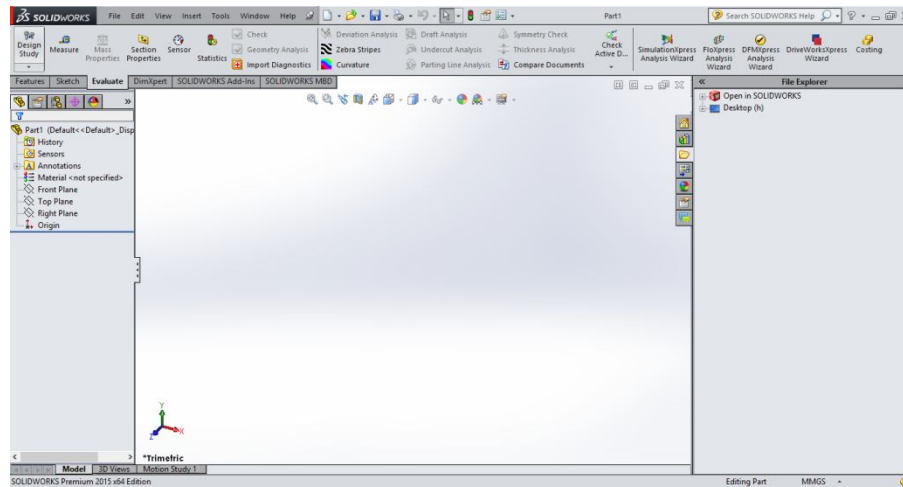 SOLIDWORKS File Edit View Insert Tools Window Help Part1 Search SOLIDWORKS Help
Design Study
Measure
Mass Properties
Section Properties
Sensor
Statistics
Check
Geometry Analysis
Import Diagnostics
Deviation Analysis
Zebra Stripes
Curvature
Draft Analysis
Undercut Analysis
Parting Line Analysis
Symmetry Check
Thickness Analysis
Compare Documents
Check Active D...
SimulationXpress Analysis Wizard
FloXpress Analysis Wizard
DFMXpress Analysis Wizard
DriveWorksXpress Wizard
Costing
Features Sketch Evaluate DimXpert SOLIDWORKS Add-Ins SOLIDWORKS MBD
Part1 (Default<<Default>_Disp
History
Sensors
Annotations
Material <not specified>
Front Plane
Top Plane
Right Plane
Origin
File Explorer
Open in SOLIDWORKS
Desktop (h)
Y
X
Z
*Trimetric
Model 3D Views Motion Study 1
SOLIDWORKS Premium 2015 x64 Edition Editing Part MMGS